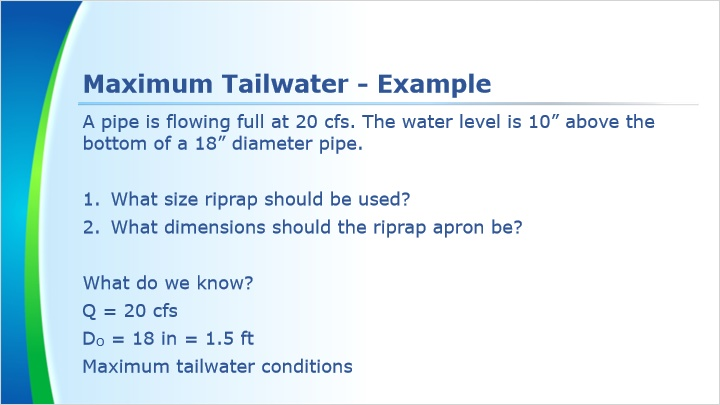 Maximum Tailwater - Example
A pipe is flowing full at 20 cfs. The water level is 10” above the
bottom of a 18” diameter pipe.
1. What size riprap should be used?
2. What dimensions should the riprap apron be?
What do we know?
Q = 20 cfs
Dₒ = 18 in = 1.5 ft
Maximum tailwater conditions